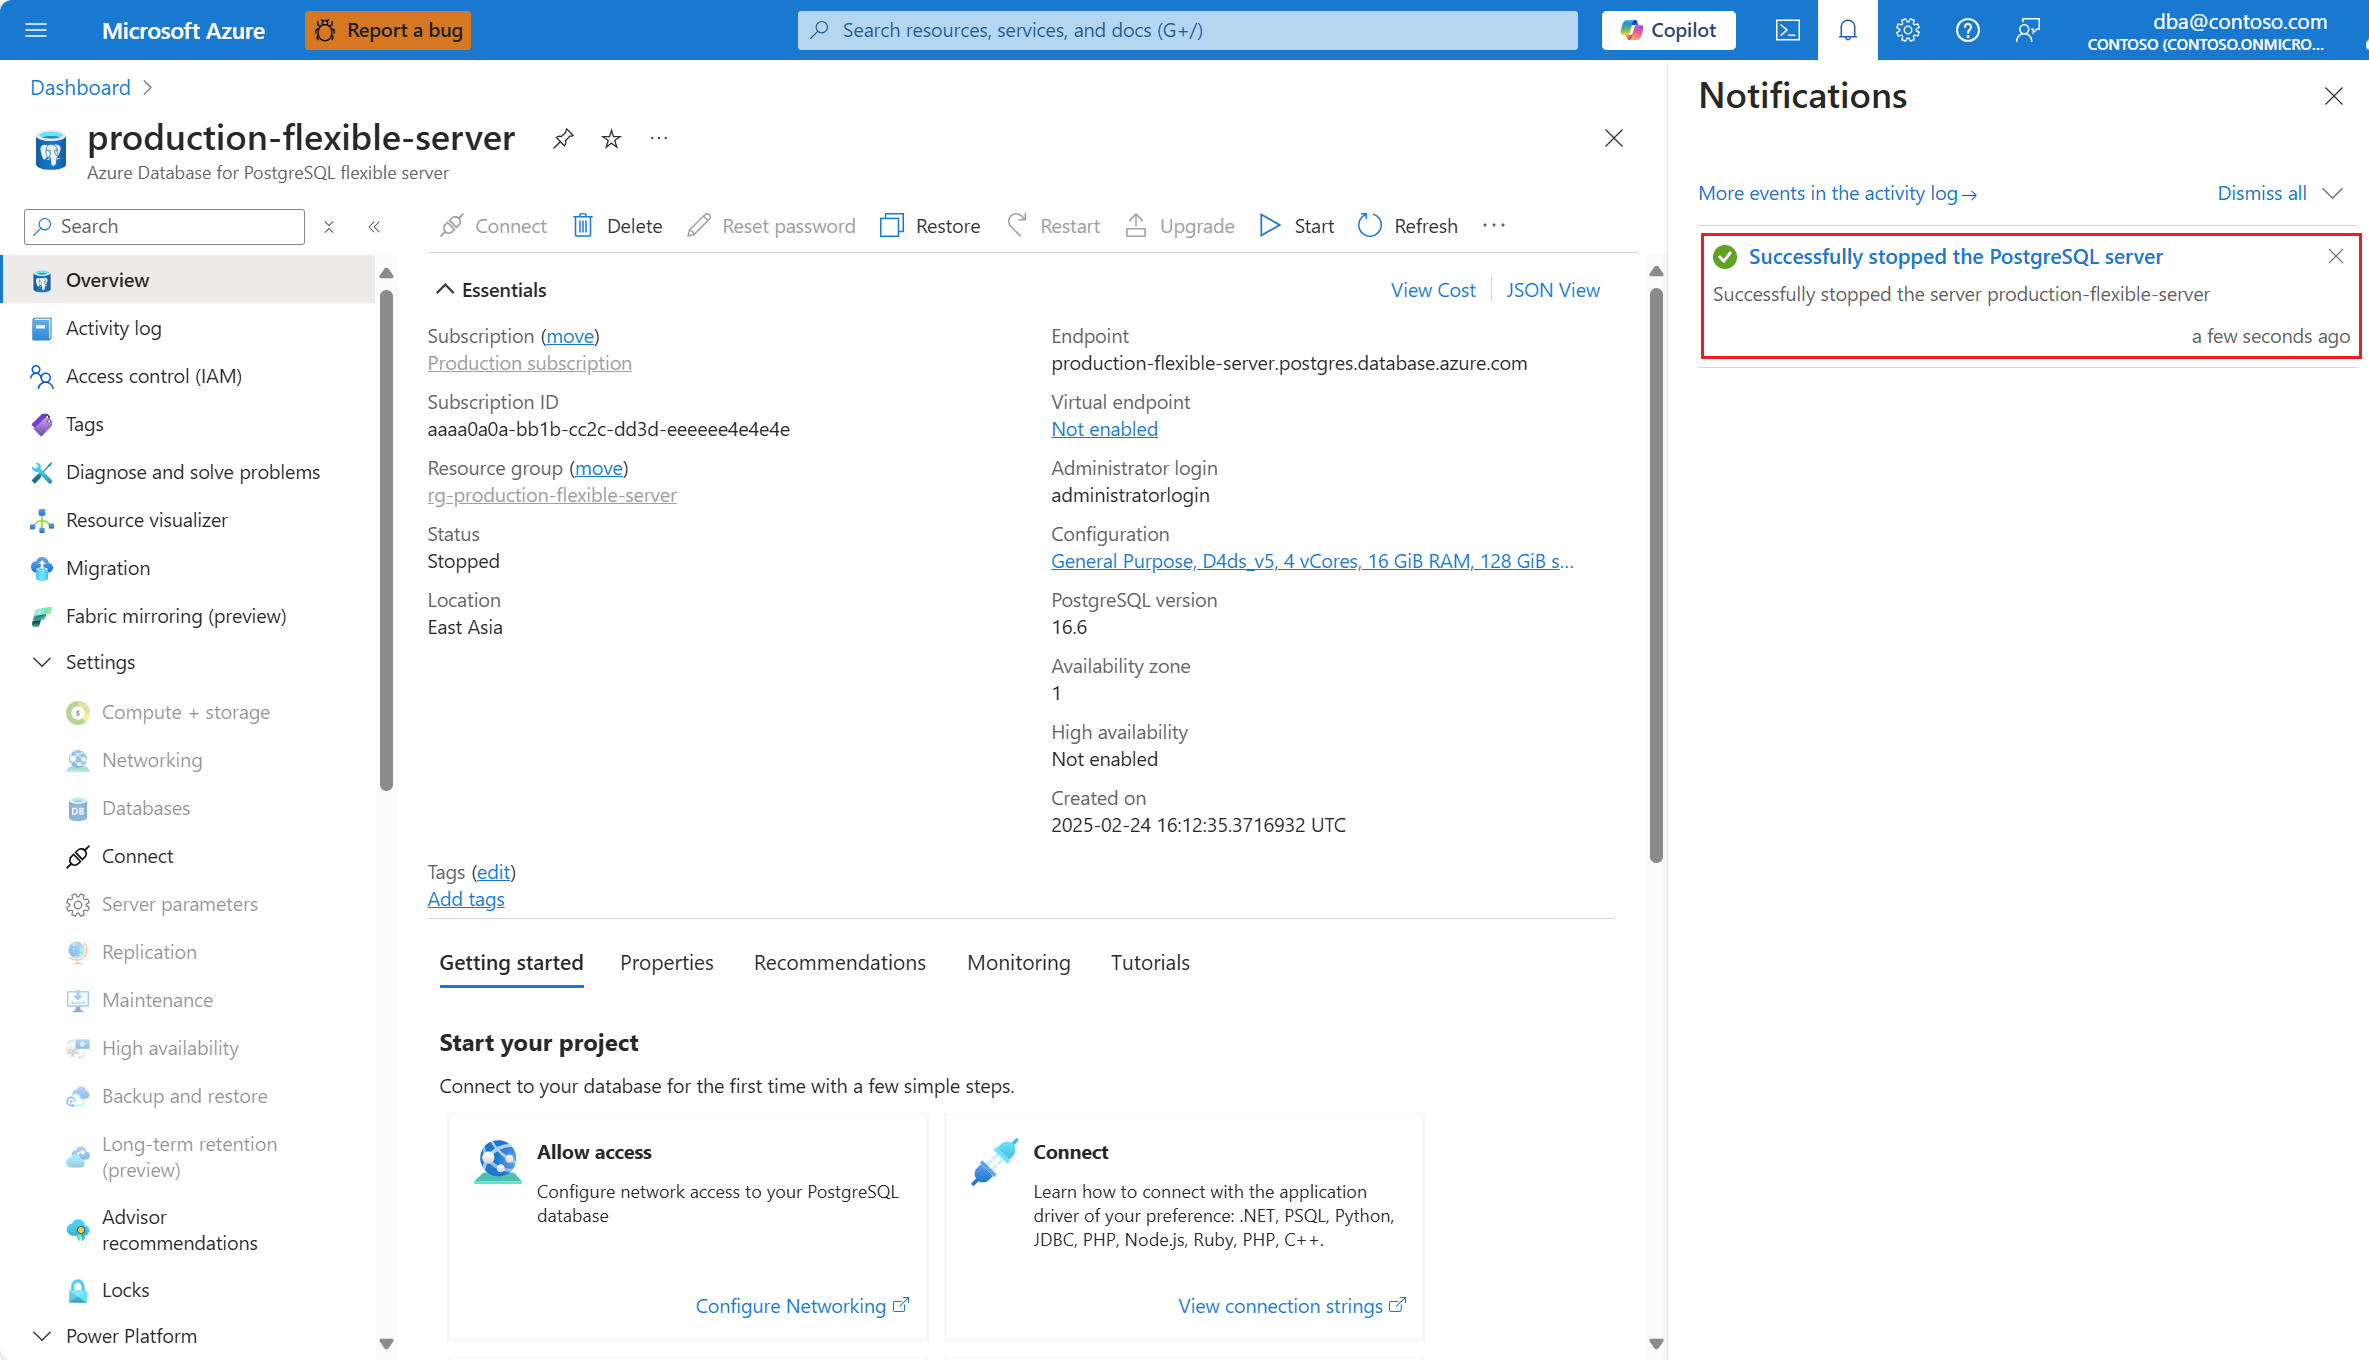 Microsoft Azure
Report a bug
Search resources, services, and docs (G+/)
Copilot
dba@contoso.com
CONTOSO (CONTOSO.ONMICRO...
Dashboard
production-flexible-server
Azure Database for PostgreSQL flexible server
Search
Overview
Activity log
Access control (IAM)
Tags
Diagnose and solve problems
Resource visualizer
Migration
Fabric mirroring (preview)
Settings
Compute + storage
Networking
Databases
Connect
Server parameters
Replication
Maintenance
High availability
Backup and restore
Long-term retention
(preview)
Advisor
recommendations
Locks
Power Platform
Connect
Delete
Reset password
Restore
Restart
Upgrade
Start
Refresh
Essentials
View Cost
JSON View
Subscription (move)
Production subscription
Subscription ID
aaaa0a0a-bb1b-cc2c-dd3d-eeeeee4e4e4e
Resource group (move)
rg-production-flexible-server
Status
Stopped
Location
East Asia
Endpoint
production-flexible-server.postgres.database.azure.com
Virtual endpoint
Not enabled
Administrator login
administratorlogin
Configuration
General Purpose, D4ds_v5, 4 vCores, 16 GiB RAM, 128 GiB s...
PostgreSQL version
16.6
Availability zone
1
High availability
Not enabled
Created on
2025-02-24 16:12:35.3716932 UTC
Tags (edit)
Add tags
Getting started
Properties
Recommendations
Monitoring
Tutorials
Start your project
Connect to your database for the first time with a few simple steps.
Allow access
Configure network access to your PostgreSQL
database
Configure Networking
Connect
Learn how to connect with the application
driver of your preference: .NET, PSQL, Python,
JDBC, PHP, Node.js, Ruby, PHP, C++.
View connection strings
Notifications
More events in the activity log→
Dismiss all
Successfully stopped the PostgreSQL server
Successfully stopped the server production-flexible-server
a few seconds ago